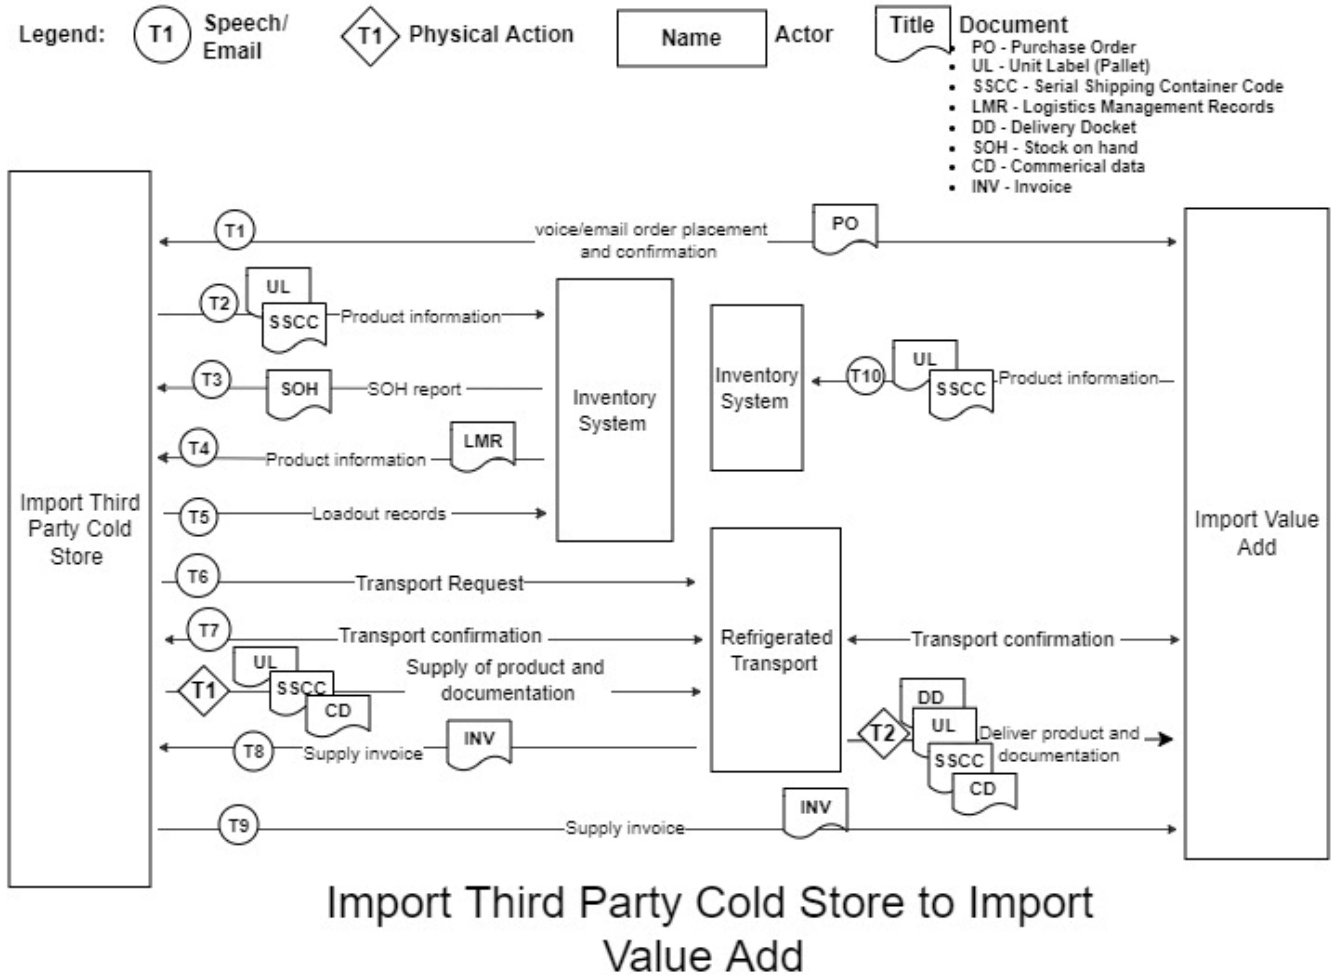 Legend:
T1
Speech/
Email
T1
Physical Action
Name
Actor
Title
Document
• PO - Purchase Order
• UL - Unit Label (Pallet)
• SSCC - Serial Shipping Container Code
• LMR - Logistics Management Records
• DD - Delivery Docket
• SOH - Stock on hand
• CD - Commerical data
• INV - Invoice
T1
voice/email order placement
and confirmation
PO
T2
UL
SSCC
Product information
T3
SOH
SOH report
T4
Product information
LMR
T5
Loadout records
Inventory
System
Inventory
System
T10
UL
SSCC
Product information
Import Third
Party Cold
Store
Import Value
Add
T6
Transport Request
T7
Transport confirmation
Refrigerated
Transport
Transport confirmation
T1
UL
SSCC
CD
Supply of product and
documentation
T2
DD
UL
SSCC
CD
Deliver product and
documentation
T8
Supply invoice
INV
T9
Supply invoice
INV
Import Third Party Cold Store to Import
Value Add